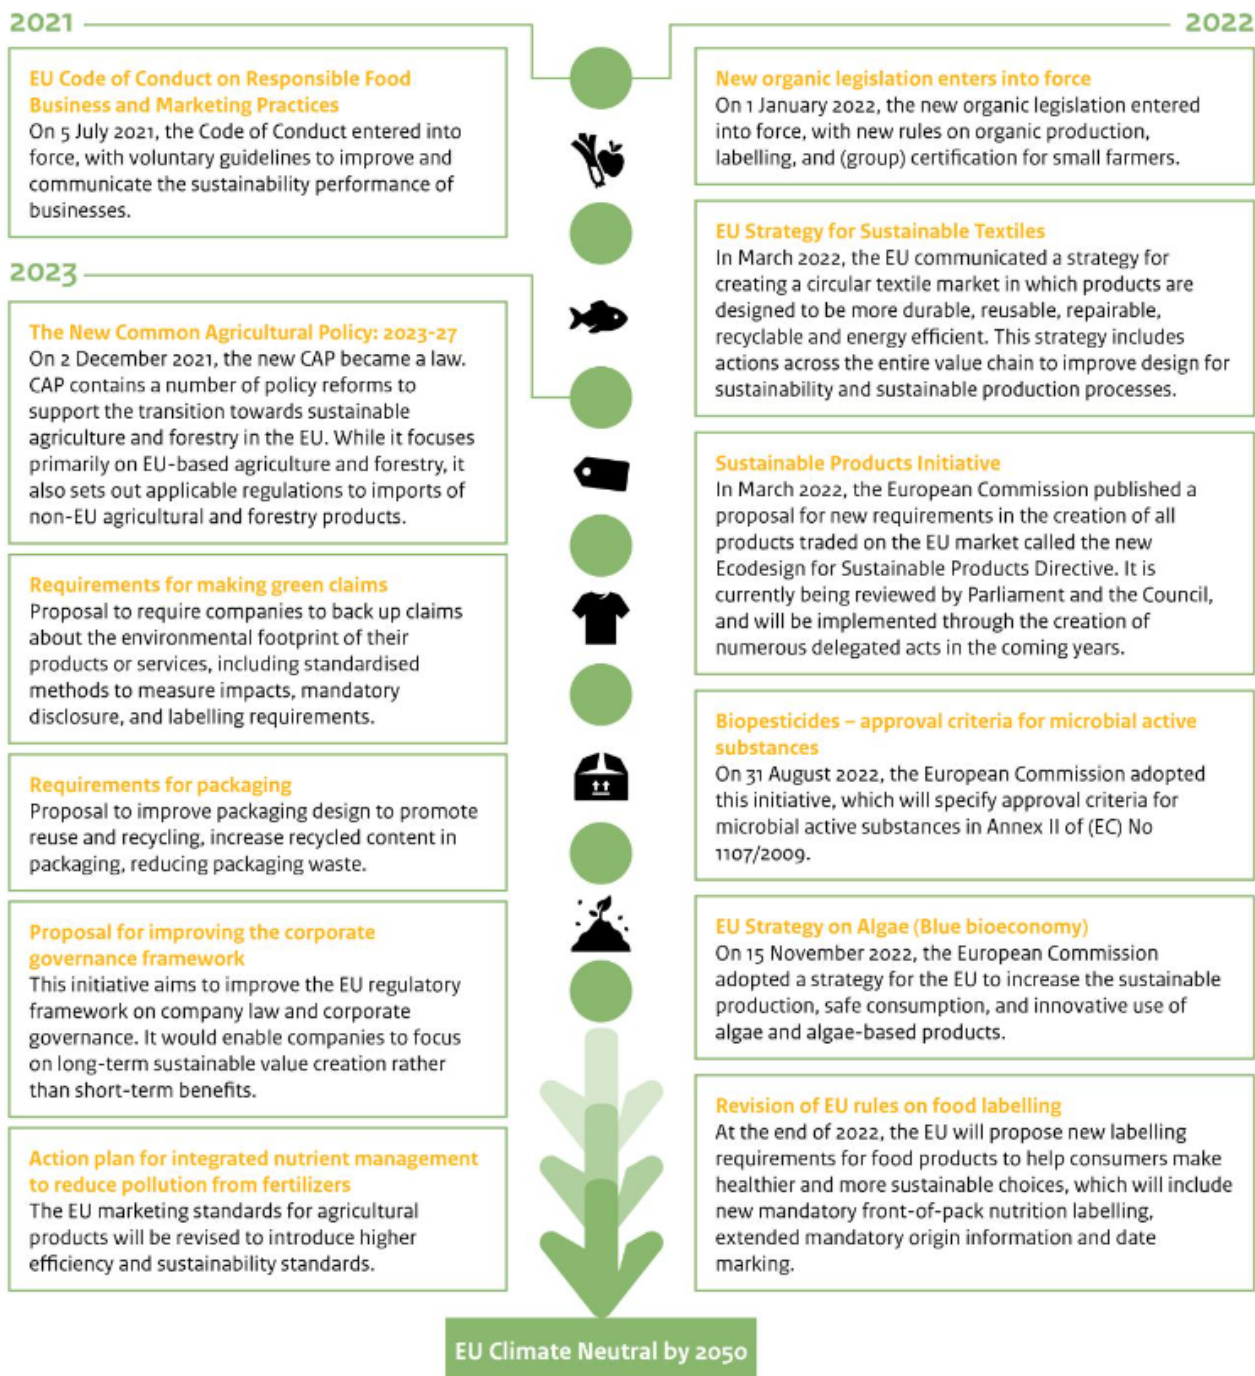 2021
EU Code of Conduct on Responsible Food
Business and Marketing Practices
On 5 July 2021, the Code of Conduct entered into
force, with voluntary guidelines to improve and
communicate the sustainability performance of
businesses.
2022
New organic legislation enters into force
On 1 January 2022, the new organic legislation entered
into force, with new rules on organic production,
labelling, and (group) certification for small farmers.
EU Strategy for Sustainable Textiles
In March 2022, the EU communicated a strategy for
creating a circular textile market in which products are
designed to be more durable, reusable, repairable,
recyclable and energy efficient. This strategy includes
actions across the entire value chain to improve design for
sustainability and sustainable production processes.
Sustainable Products Initiative
In March 2022, the European Commission published a
proposal for new requirements in the creation of all
products traded on the EU market called the new
Ecodesign for Sustainable Products Directive. It is
currently being reviewed by Parliament and the Council,
and will be implemented through the creation of
numerous delegated acts in the coming years.
Biopesticides – approval criteria for microbial active
substances
On 31 August 2022, the European Commission adopted
this initiative, which will specify approval criteria for
microbial active substances in Annex II of (EC) No
1107/2009.
EU Strategy on Algae (Blue bioeconomy)
On 15 November 2022, the European Commission
adopted a strategy for the EU to increase the sustainable
production, safe consumption, and innovative use of
algae and algae-based products.
Revision of EU rules on food labelling
At the end of 2022, the EU will propose new labelling
requirements for food products to help consumers make
healthier and more sustainable choices, which will include
new mandatory front-of-pack nutrition labelling,
extended mandatory origin information and date
marking.
2023
The New Common Agricultural Policy: 2023-27
On 2 December 2021, the new CAP became a law.
CAP contains a number of policy reforms to
support the transition towards sustainable
agriculture and forestry in the EU. While it focuses
primarily on EU-based agriculture and forestry, it
also sets out applicable regulations to imports of
non-EU agricultural and forestry products.
Requirements for making green claims
Proposal to require companies to back up claims
about the environmental footprint of their
products or services, including standardised
methods to measure impacts, mandatory
disclosure, and labelling requirements.
Requirements for packaging
Proposal to improve packaging design to promote
reuse and recycling, increase recycled content in
packaging, reducing packaging waste.
Proposal for improving the corporate
governance framework
This initiative aims to improve the EU regulatory
framework on company law and corporate
governance. It would enable companies to focus
on long-term sustainable value creation rather
than short-term benefits.
Action plan for integrated nutrient management
to reduce pollution from fertilizers
The EU marketing standards for agricultural
products will be revised to introduce higher
efficiency and sustainability standards.
EU Climate Neutral by 2050